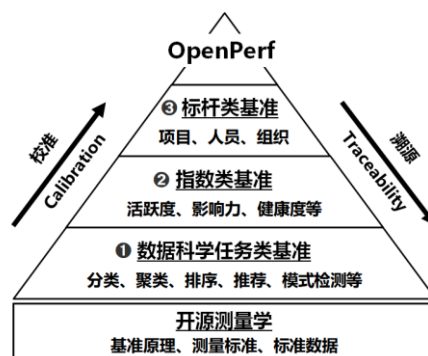 OpenPerf
❸ 标杆类基准
项目、人员、组织
❷ 指数类基准
活跃度、影响力、健康度等
❶ 数据科学任务类基准
分类、聚类、排序、推荐、模式检测等
开源测量学
基准原理、测量标准、标准数据
校准
Calibration
溯源
Traceability